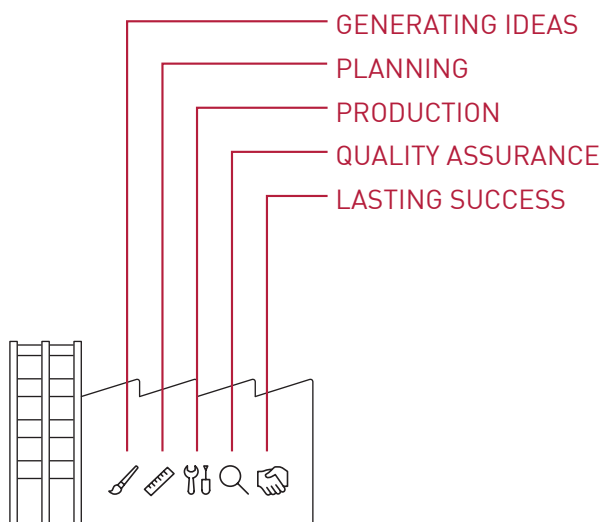 GENERATING IDEAS
PLANNING
PRODUCTION
QUALITY ASSURANCE
LASTING SUCCESS